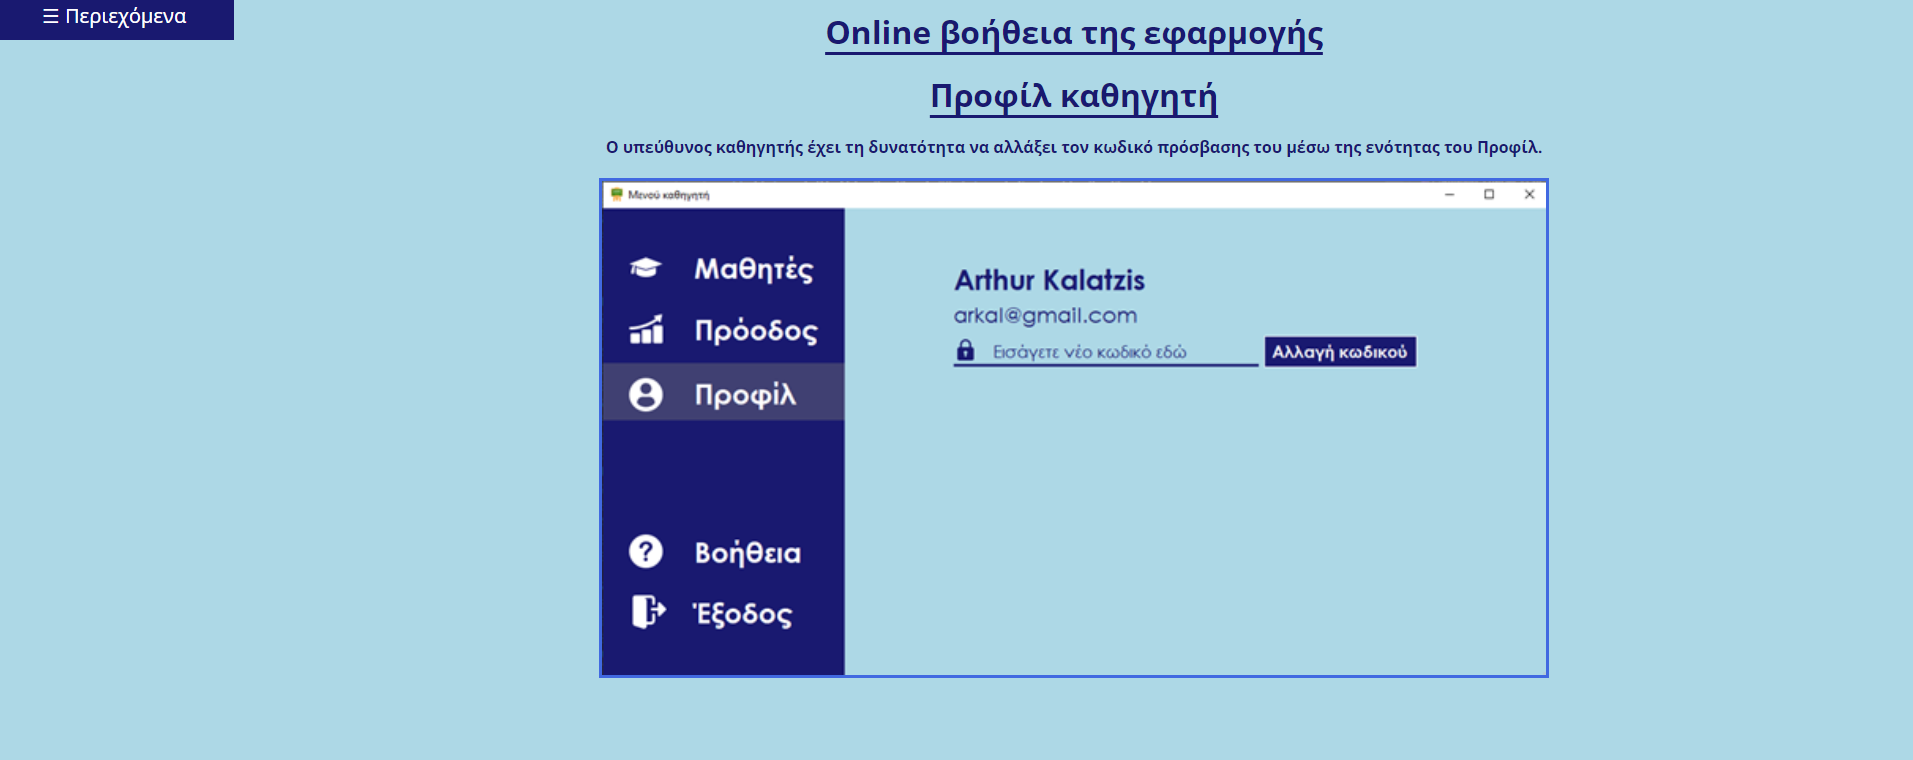 ☰ Περιεχόμενα
Online βοήθεια της εφαρμογής
Προφίλ καθηγητή
Ο υπεύθυνος καθηγητής έχει τη δυνατότητα να αλλάξει τον κωδικό πρόσβασης του μέσω της ενότητας του Προφίλ.
Μενού καθηγητή
Μαθητές
Πρόοδος
Προφίλ
Βοήθεια
Έξοδος
Arthur Kalatzis
arkal@gmail.com
Εισάγετε νέο κωδικό εδώ
Αλλαγή κωδικού